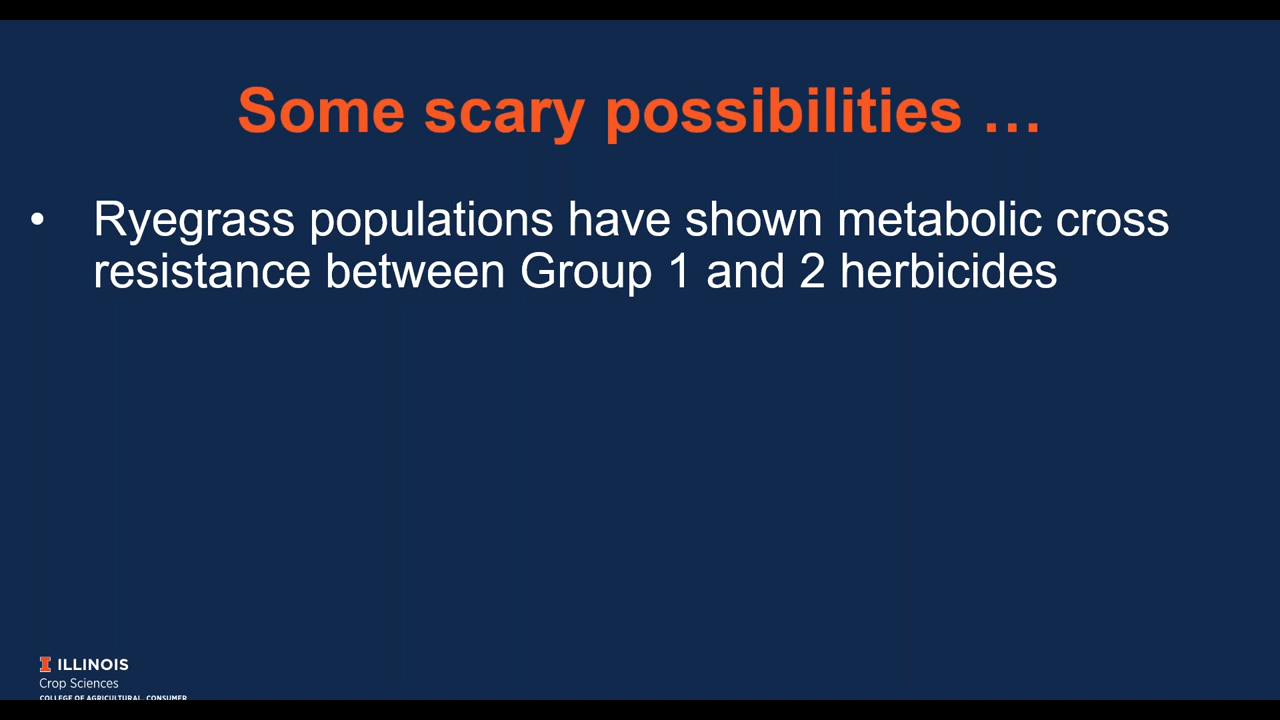 Some scary possibilities …
• Ryegrass populations have shown metabolic cross
resistance between Group 1 and 2 herbicides
I ILLINOIS
Crop Sciences
COLLEGE OF AGRICULTURAL, CONSUMER